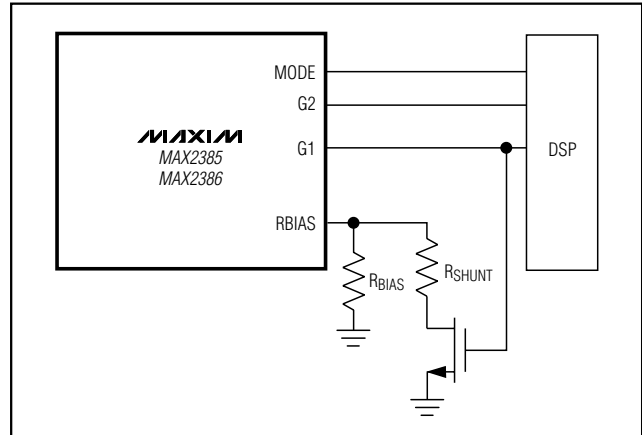 MODE
G2
MAXIM
MAX2385
MAX2386
G1
DSP
RBIAS
RBIAS
RSHUNT